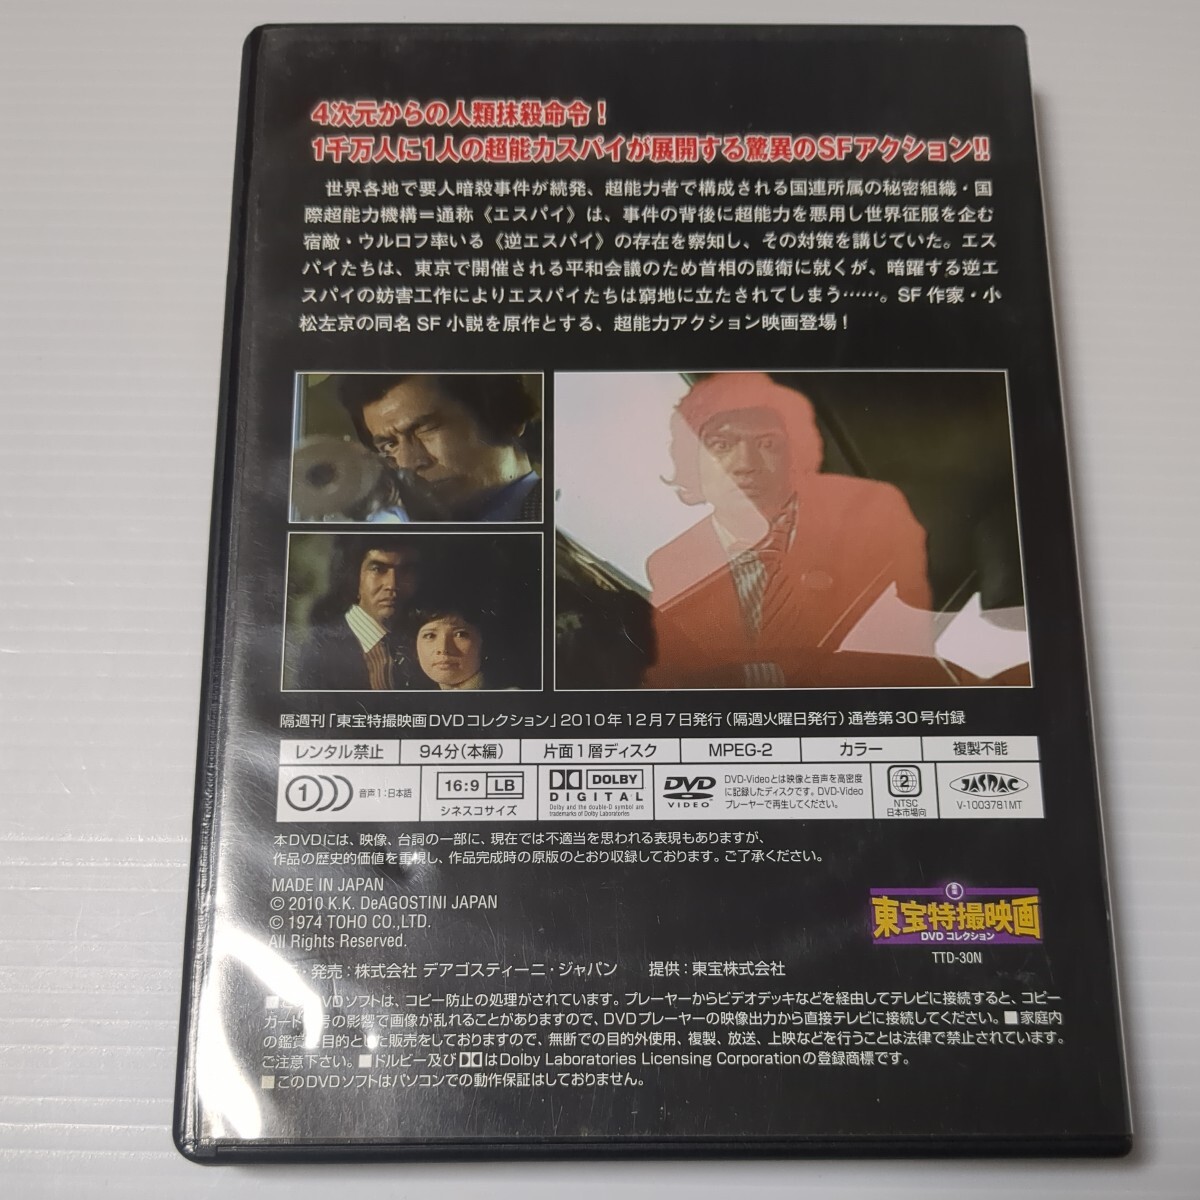 4次元からの人類抹殺命令！
1千万人に1人の超能力スパイが展開する驚異のSFアクション!!
世界各地で要人暗殺事件が続発、超能力者で構成される国連所属の秘密組織・国
際超能力機構＝通称《エスパイ》は、事件の背後に超能力を悪用し世界征服を企む
宿敵・ウルロフ率いる《逆エスパイ》の存在を察知し、その対策を講じていた。エス
パイたちは、東京で開催される平和会議のため首相の護衛に就くが、暗躍する逆エ
スパイの妨害工作によりエスパイたちは窮地に立たされてしまう……。SF作家・小
松左京の同名SF小説を原作とする、超能力アクション映画登場！
隔週刊「東宝特撮映画DVDコレクション」2010年12月7日発行（隔週火曜日発行）通巻第30号付録
レンタル禁止 94分(本編) 片面1層ディスク MPEG-2 カラー 複製不能
1 音声1：日本語
16:9 LB
シネスコサイズ
DOLBY
DIGITAL
Dolby and the double-D symbol are
trademarks of Dolby Laboratories
DVD
VIDEO
DVD-Videoとは映像と音声を高密度
に記録したディスクです。DVD-Video
プレーヤーで再生してください。
2
NTSC
日本市場向
JASRAC
V-1003781MT
本DVDには、映像、台詞の一部に、現在では不適当を思われる表現もありますが、
作品の歴史的価値を重視し、作品完成時の原版のとおり収録しております。ご了承ください。
MADE IN JAPAN
© 2010 K.K. DeAGOSTINI JAPAN
© 1974 TOHO CO.,LTD.
All Rights Reserved.
東宝特撮映画
DVDコレクション
TTD-30N
・発売：株式会社 デアゴスティーニ・ジャパン 提供：東宝株式会社
■このDVDソフトは、コピー防止の処理がされています。プレーヤーからビデオデッキなどを経由してテレビに接続すると、コピー
ガード号の影響で画像が乱れることがありますので、DVDプレーヤーの映像出力から直接テレビに接続してください。■家庭内
の鑑賞を目的とした販売をしておりますので、無断での目的外使用、複製、放送、上映などを行うことは法律で禁止されています。
ご注意下さい。■ドルビー及びDDはDolby Laboratories Licensing Corporationの登録商標です。
■このDVDソフトはパソコンでの動作保証はしておりません。